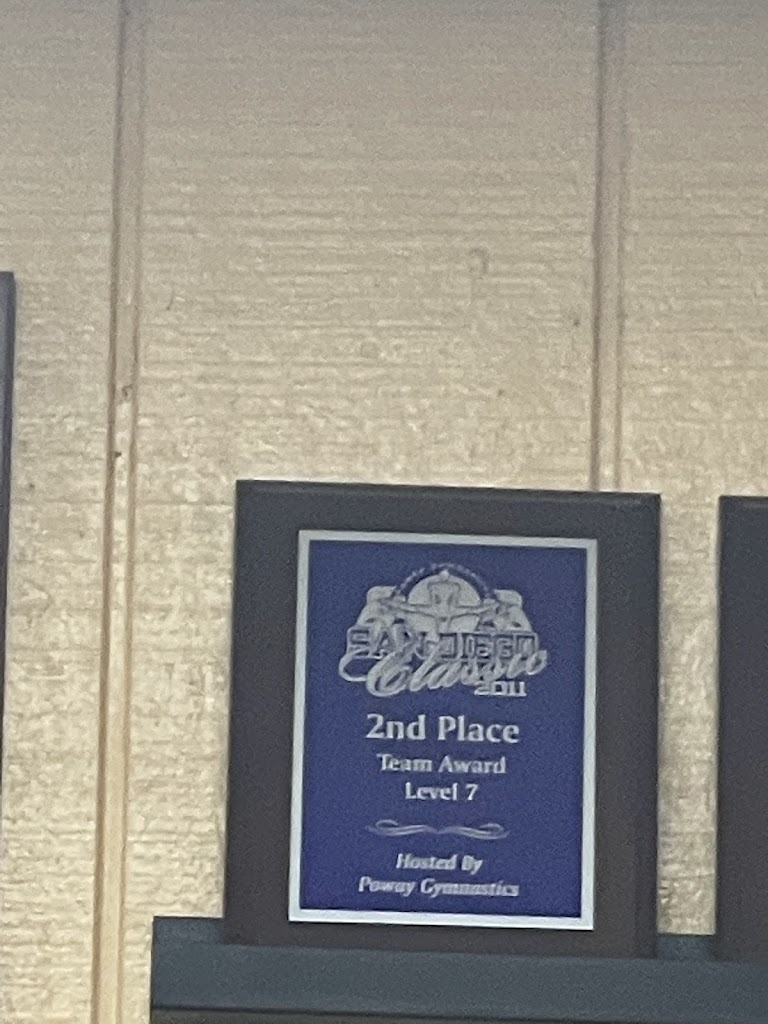 SAN DIEGO
Classic
2011
2nd Place
Team Award
Level 7
Hosted By
Poway Gymnastics